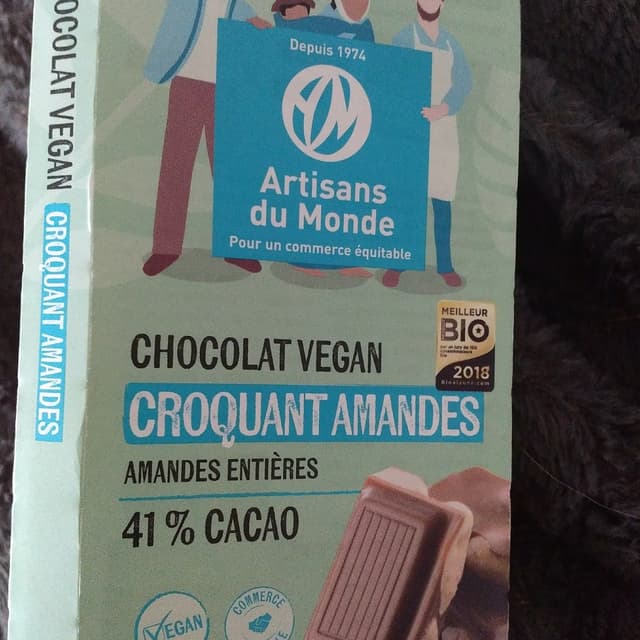 OCOLAT VEGAN
CROQUANT AMANDES
Depuis 1974
Artisans
du Monde
Pour un commerce équitable
MEILLEUR
BIO
2018
CHOCOLAT VEGAN
CROQUANT AMANDES
AMANDES ENTIÈRES
41 % CACAO
VEGAN
COMMERCE